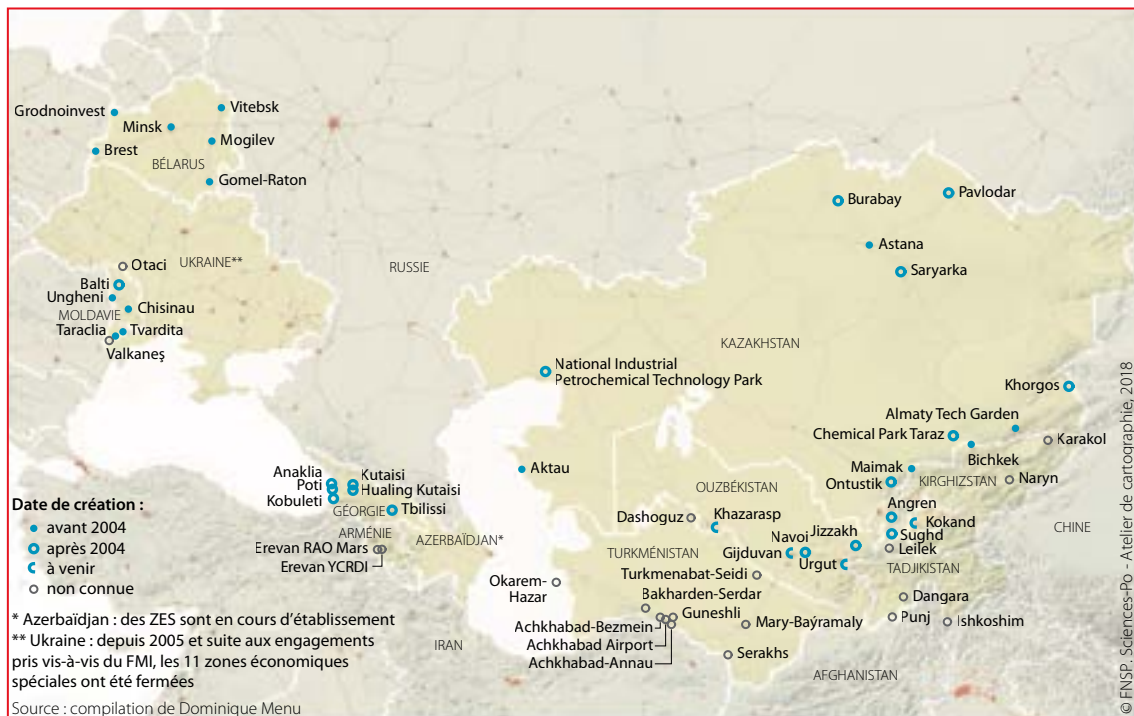 Grodnoinvest
Vitebsk
Minsk
Mogilev
Brest
BÉLARUS
Gomel-Raton
Burabay
Pavlodar
Astana
Saryarka
Otaci
UKRAINE**
RUSSIE
Balti
Ungheni
MOLDAVIE
Chisinau
Taraclia
Tvardita
Valkaneş
KAZAKHSTAN
National Industrial
Petrochemical Technology Park
Khorgos
Almaty Tech Garden
Chemical Park Taraz
Karakol
Bichkek
Anaklia
Kutaisi
Poti
Hualing Kutaisi
Kobuleti
GÉORGIE
Tbilissi
Aktau
Maimak
Ontustik
KIRGHIZSTAN
Naryn
OUZBÉKISTAN
Angren
Kokand
CHINE
Dashoguz
Khazarasp
Jizzakh
Navoi
Sughd
Gijduvan
Leilek
Urgut
TADJIKISTAN
ARMÉNIE
AZERBAÏDJAN*
Erevan RAO Mars
Erevan YCRDI
TURKMÉNISTAN
Okarem-
Hazar
Turkmenabat-Seidi
Bakharden-Serdar
Guneshli
Achkhabad-Bezmein
Achkhabad Airport
Achkhabad-Annau
Mary-Baýramaly
Serakhs
Dangara
Punj
Ishkoshim
IRAN
AFGHANISTAN
Date de création :
avant 2004
après 2004
à venir
non connue
* Azerbaïdjan : des ZES sont en cours d'établissement
** Ukraine : depuis 2005 et suite aux engagements
pris vis-à-vis du FMI, les 11 zones économiques
spéciales ont été fermées
Source : compilation de Dominique Menu
© FNSP. Sciences-Po - Atelier de cartographie, 2018